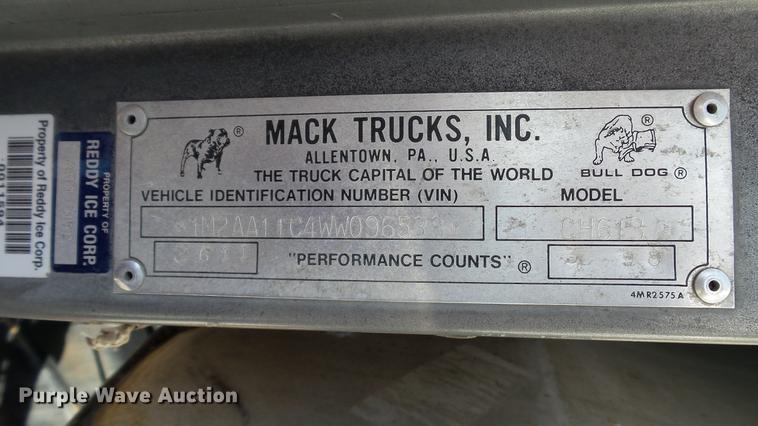 Property of Reddy Ice Corp.
PROPERTY OF
REDDY ICE CORP.
® MACK TRUCKS, INC. ®
ALLENTOWN, PA., U.S.A.
THE TRUCK CAPITAL OF THE WORLD
BULL DOG ®
VEHICLE IDENTIFICATION NUMBER (VIN) MODEL
"PERFORMANCE COUNTS" ®
4MR2575A
Purple Wave Auction